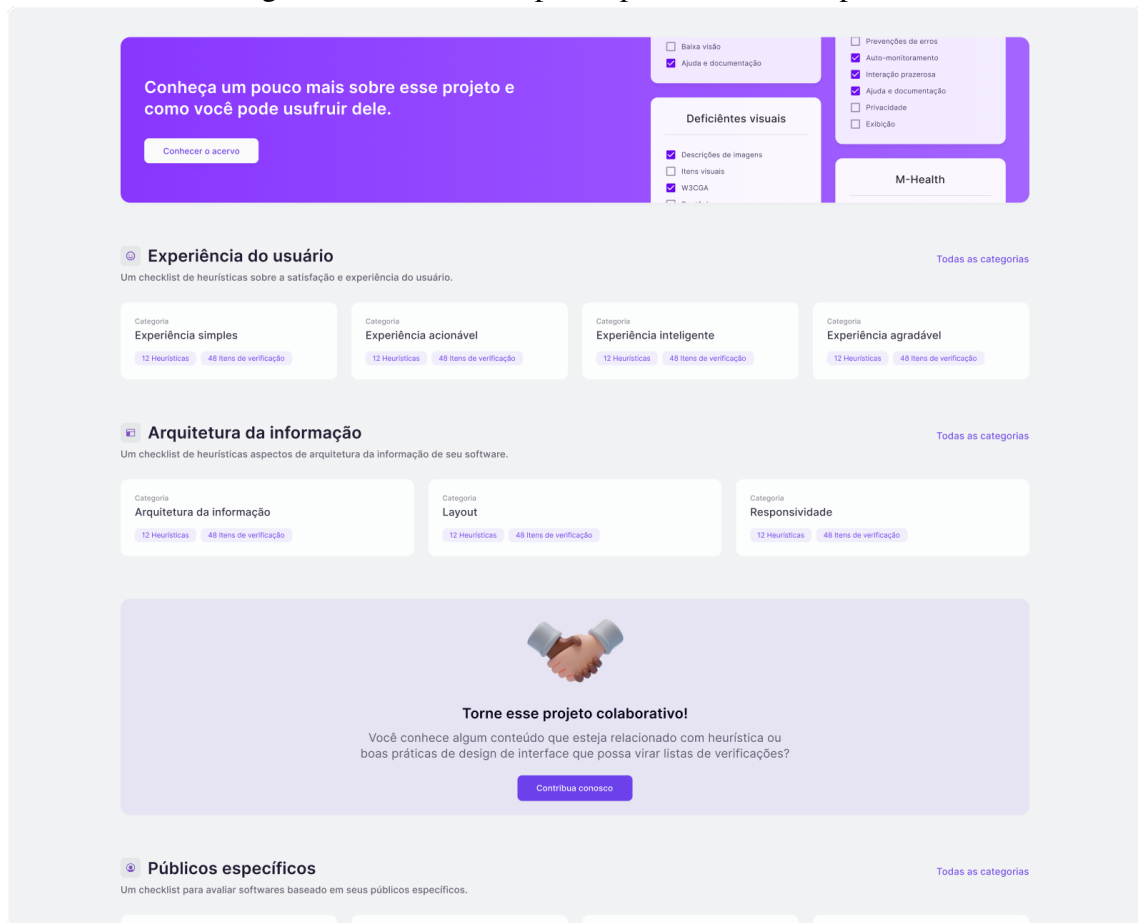 Conheça um pouco mais sobre esse projeto e
como você pode usufruir dele.
Conhecer o acervo
Baixa visão
Ajuda e documentação
Deficiêntes visuais
Descrições de imagens
Itens visuais
W3CGA
Prevenções de erros
Auto-monitoramento
Interação prazerosa
Ajuda e documentação
Privacidade
Exibição
M-Health
Experiência do usuário
Todas as categorias
Um checklist de heurísticas sobre a satisfação e experiência do usuário.
Categoria
Experiência simples
12 Heurísticas 48 Itens de verificação
Categoria
Experiência acionável
12 Heurísticas 48 Itens de verificação
Categoria
Experiência inteligente
12 Heurísticas 48 Itens de verificação
Categoria
Experiência agradável
12 Heurísticas 48 Itens de verificação
Arquitetura da informação
Todas as categorias
Um checklist de heurísticas aspectos de arquitetura da informação de seu software.
Categoria
Arquitetura da informação
12 Heurísticas 48 Itens de verificação
Categoria
Layout
12 Heurísticas 48 Itens de verificação
Categoria
Responsividade
12 Heurísticas 48 Itens de verificação
Torne esse projeto colaborativo!
Você conhece algum conteúdo que esteja relacionado com heurística ou
boas práticas de design de interface que possa virar listas de verificações?
Contribua conosco
Públicos específicos
Todas as categorias
Um checklist para avaliar softwares baseado em seus públicos específicos.